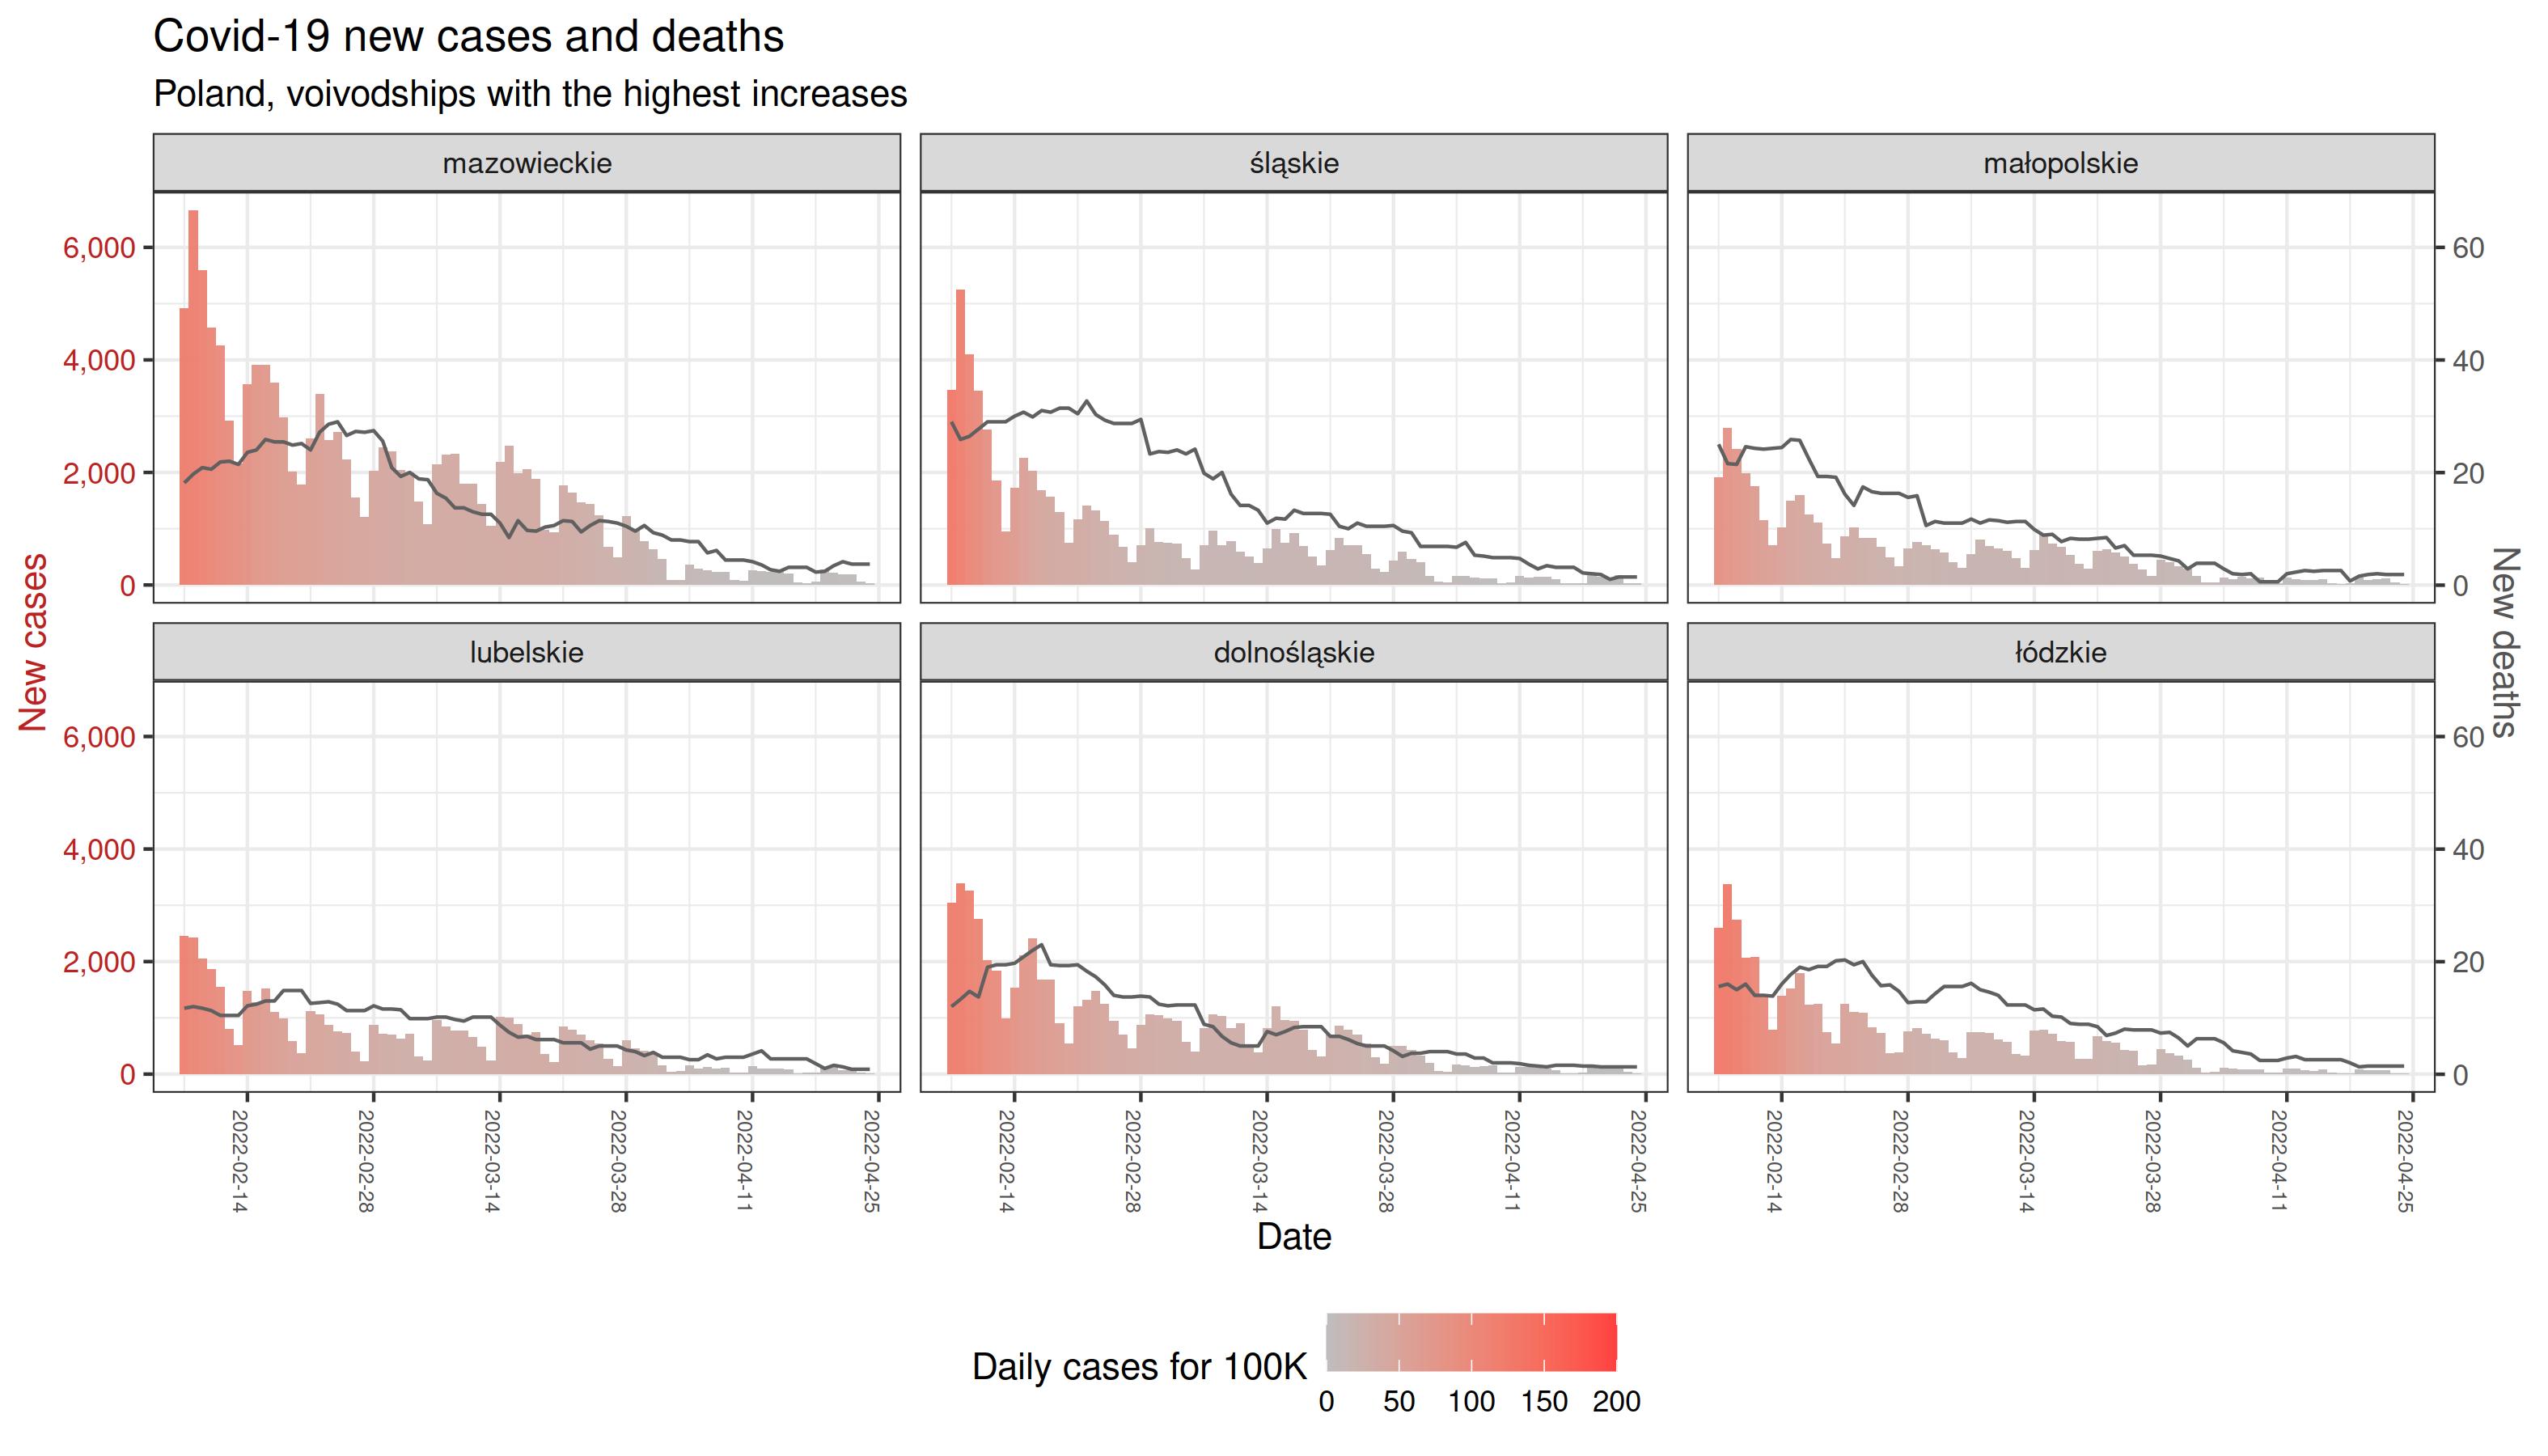 Covid-19 new cases and deaths
Poland, voivodships with the highest increases
mazowieckie
śląskie
małopolskie
6,000
4,000
2,000
0
60
40
20
0
New cases
New deaths
lubelskie
dolnośląskie
łódzkie
6,000
4,000
2,000
0
60
40
20
0
2022-02-14
2022-02-28
2022-03-14
2022-03-28
2022-04-11
2022-04-25
2022-02-14
2022-02-28
2022-03-14
2022-03-28
2022-04-11
2022-04-25
2022-02-14
2022-02-28
2022-03-14
2022-03-28
2022-04-11
2022-04-25
Date
Daily cases for 100K
0 50 100 150 200